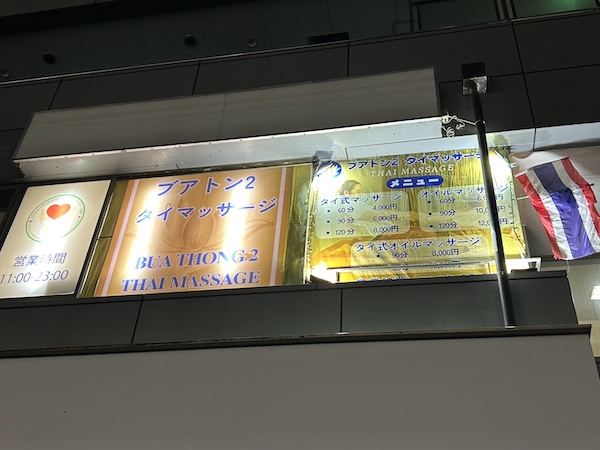 営業時間
11:00-23:00
ブアトン2
タイマッサージ
BUA THONG 2
THAI MASSAGE
ブアトン2 タイマッサージ
THAI MASSAGE
メニュー
タイ式マッサージ
• 60分 4,000円
• 90分 6,000円
• 120分 8,000円
オイルマッサージ
• 60分
• 90分
• 120分
タイ式オイルマッサージ
• 90分 8,000円